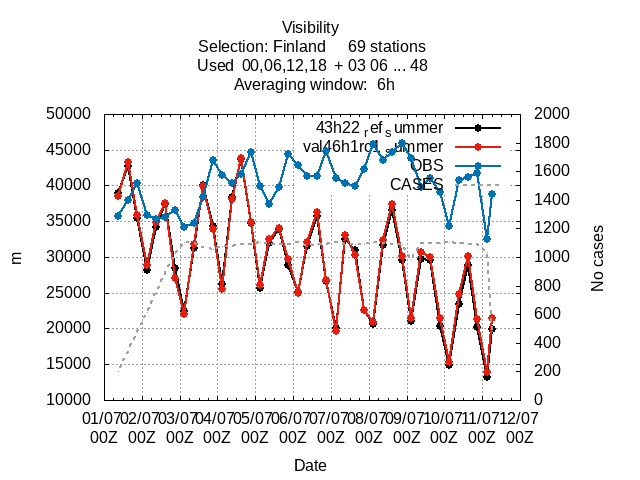 Visibility
Selection: Finland 69 stations
Used 00,06,12,18 + 03 06 ... 48
Averaging window: 6h
50000
45000
40000
35000
30000
25000
20000
15000
10000
2000
1800
1600
1400
1200
1000
800
600
400
200
0
43h22refsummer
OBS
CASES
m
No cases
01/07 02/07 03/07 04/07 05/07 06/07 07/07 08/07 09/07 10/07 11/07 12/07
00Z 00Z 00Z 00Z 00Z 00Z 00Z 00Z 00Z 00Z 00Z 00Z
Date